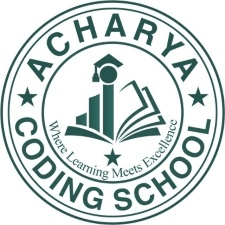 ACHARYA
Where Learning Meets Excellence
CODING SCHOOL